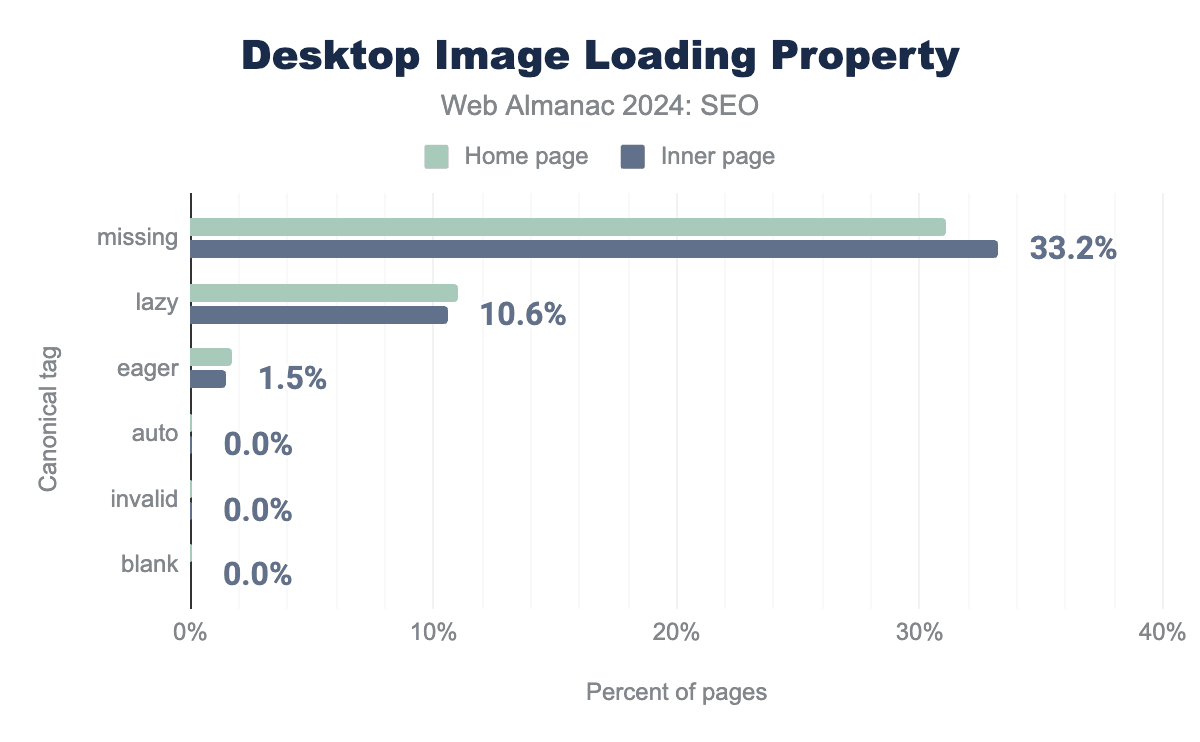 Desktop Image Loading Property
Web Almanac 2024: SEO
Home page Inner page
missing 33.2%
lazy 10.6%
eager 1.5%
auto 0.0%
invalid 0.0%
blank 0.0%
Canonical tag
0% 10% 20% 30% 40%
Percent of pages